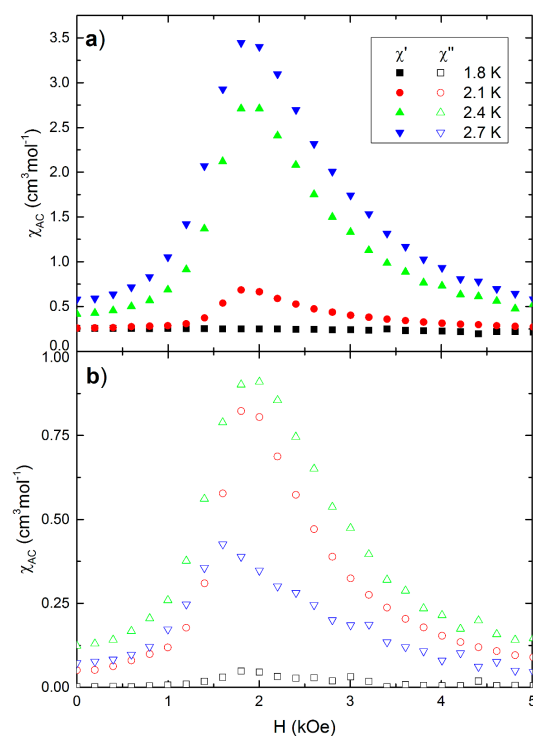 a)
χ' χ"
1.8 K
2.1 K
2.4 K
2.7 K
χAC (cm³mol⁻¹)
3.5
3.0
2.5
2.0
1.5
1.0
0.5
0.0
b)
χAC (cm³mol⁻¹)
1.00
0.75
0.50
0.25
0.00
0 1 2 3 4 5
H (kOe)